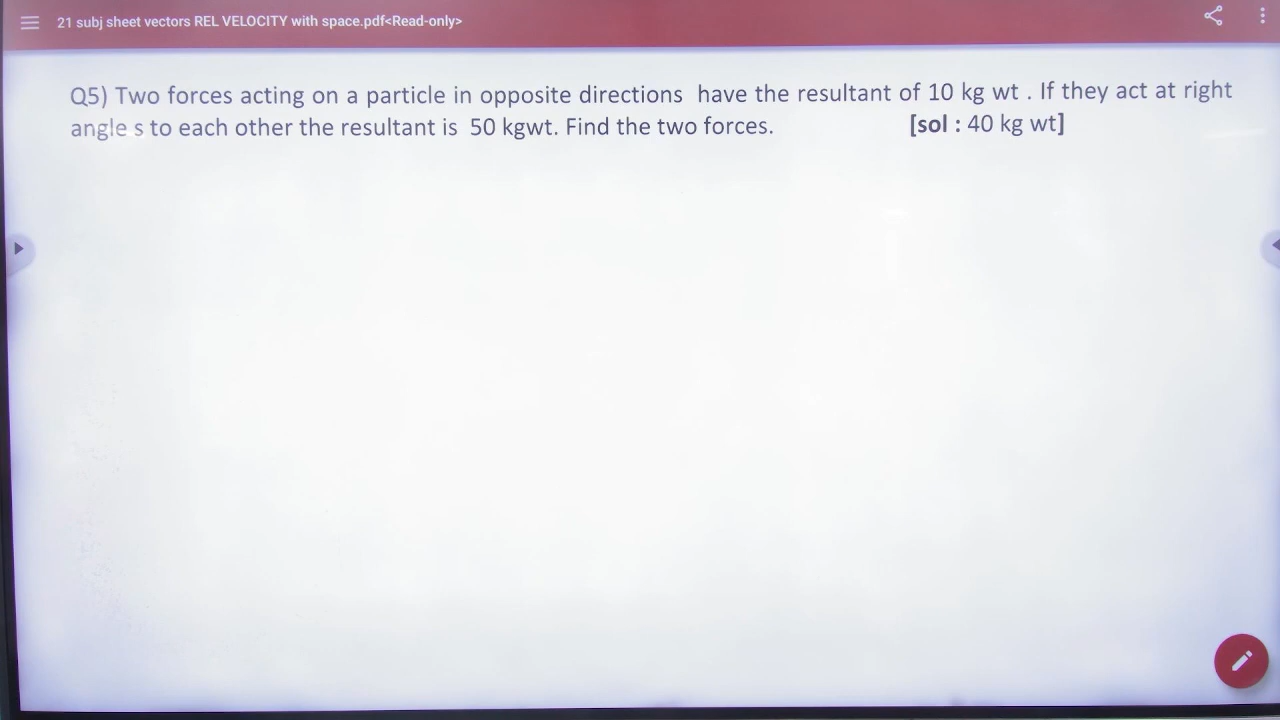 21 subj sheet vectors REL VELOCITY with space.pdf<Read-only>
Q5) Two forces acting on a particle in opposite directions have the resultant of 10 kg wt . If they act at right
angle s to each other the resultant is 50 kgwt. Find the two forces. [sol : 40 kg wt]